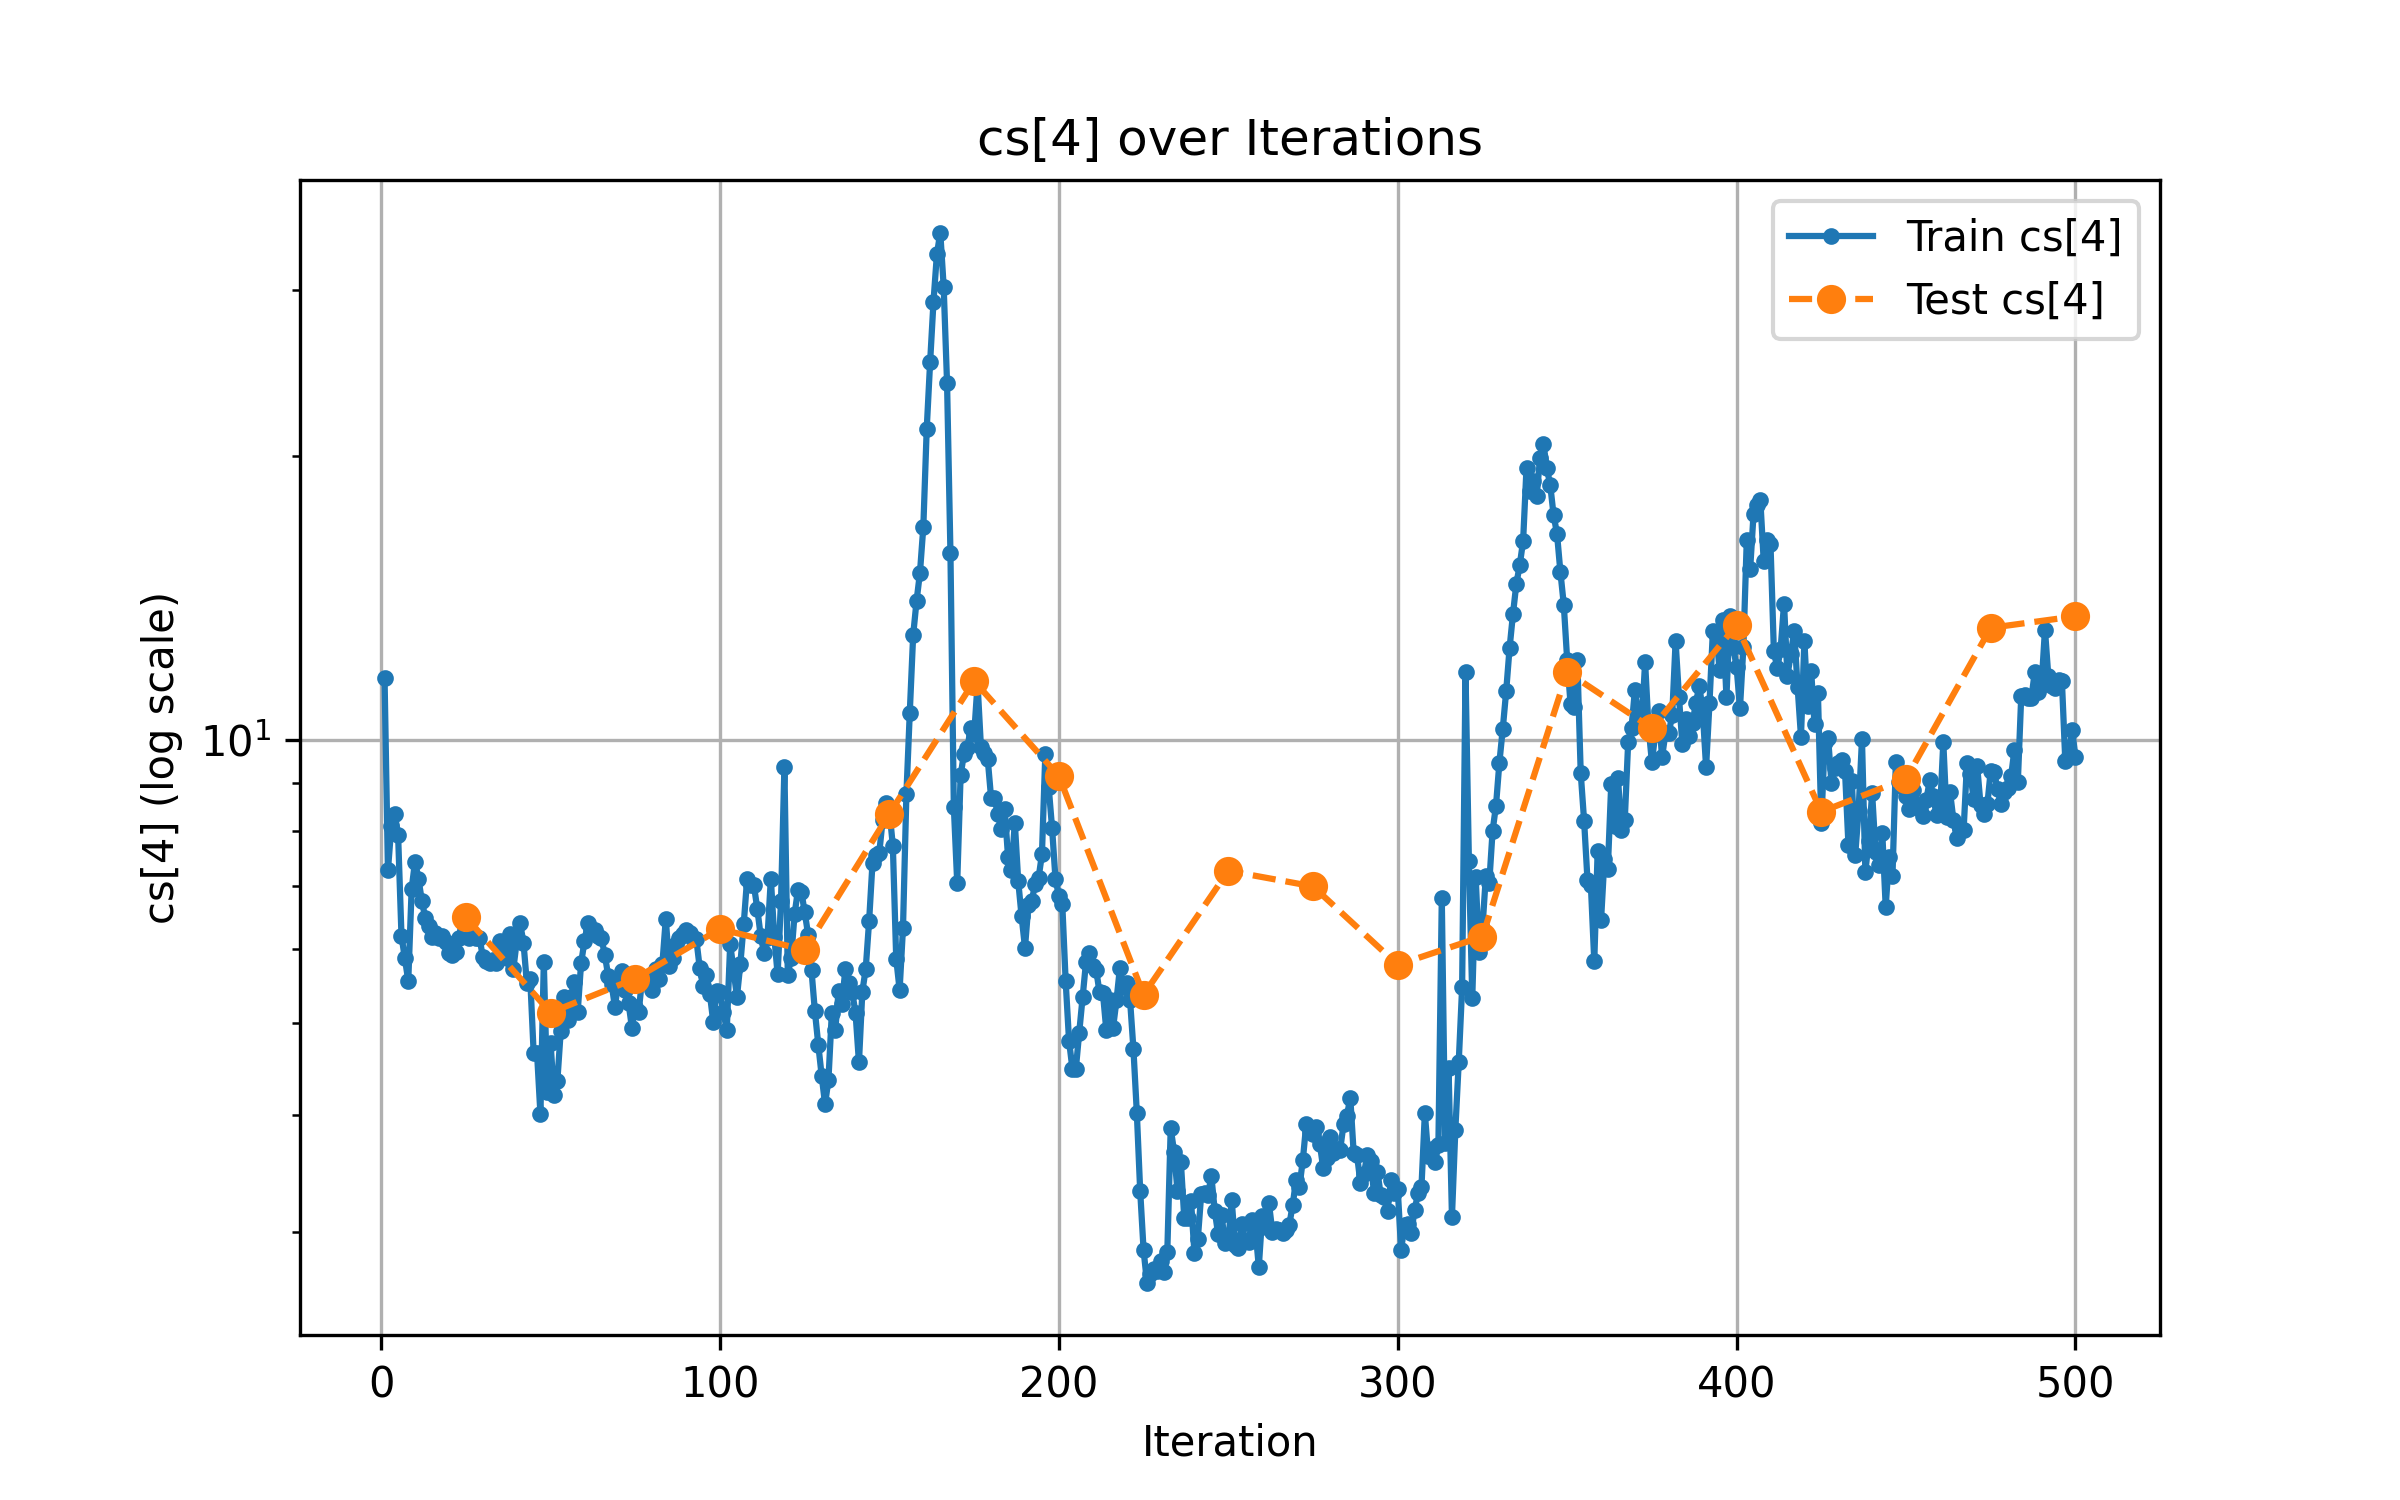 cs[4] over Iterations
Train cs[4]
Test cs[4]
cs[4] (log scale)
10¹
0 100 200 300 400 500
Iteration